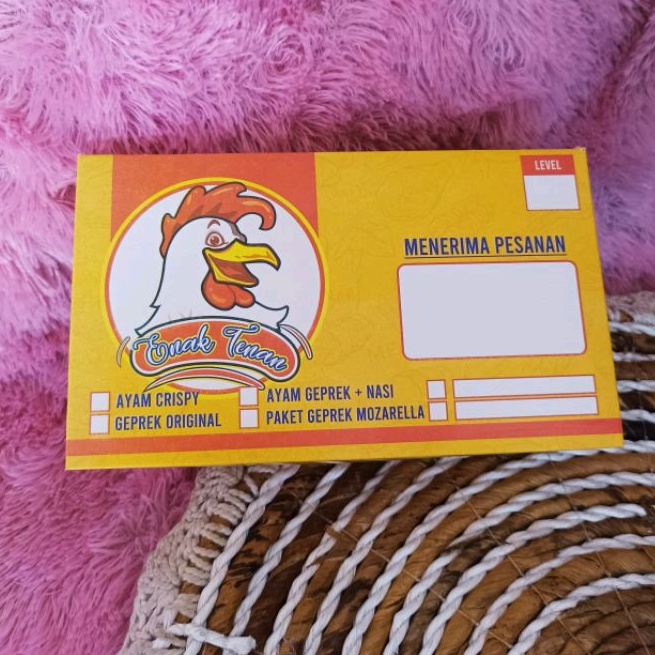 LEVEL
MENERIMA PESANAN
Enak Tenan
AYAM CRISPY
AYAM GEPREK + NASI
GEPREK ORIGINAL
PAKET GEPREK MOZARELLA